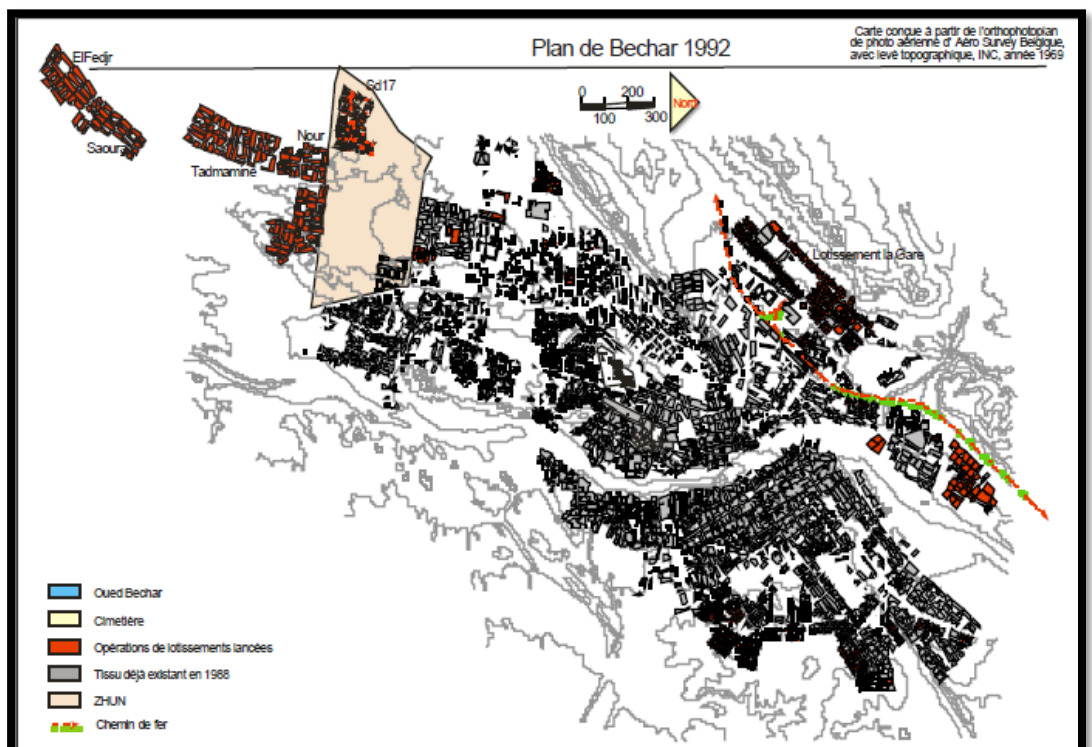 Plan de Bechar 1992
Carte conçue à partir de l'orthophotoplan
de photo aérienne d' Aéro Survey Belgique,
avec levé topographique, INC, année 1969
ElFedjr
Saoura
Tadmamine
Nour
Sd17
0 200
100 300
Nord
Lotissement la Gare
Oued Bechar
Cimetière
Opérations de lotissements lancées
Tissu déjà existant en 1988
ZHUN
Chemin de fer